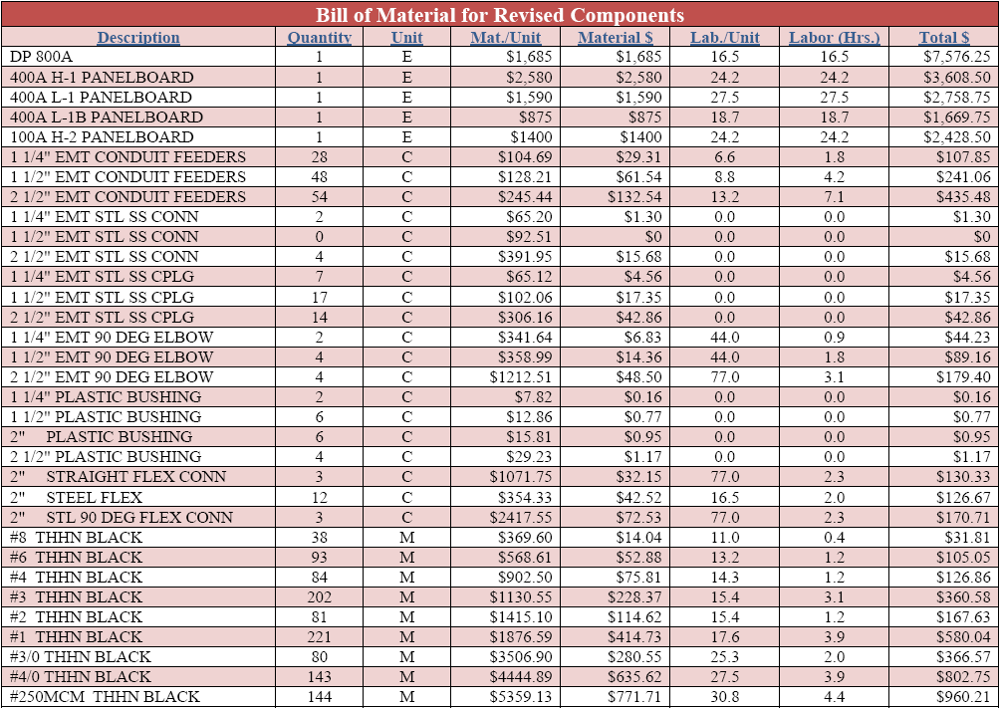 Bill of Material for Revised Components
Description Quantity Unit Mat./Unit Material $ Lab./Unit Labor (Hrs.) Total $
DP 800A 1 E $1,685 $1,685 16.5 16.5 $7,576.25
400A H-1 PANELBOARD 1 E $2,580 $2,580 24.2 24.2 $3,608.50
400A L-1 PANELBOARD 1 E $1,590 $1,590 27.5 27.5 $2,758.75
400A L-1B PANELBOARD 1 E $875 $875 18.7 18.7 $1,669.75
100A H-2 PANELBOARD 1 E $1400 $1400 24.2 24.2 $2,428.50
1 1/4" EMT CONDUIT FEEDERS 28 C $104.69 $29.31 6.6 1.8 $107.85
1 1/2" EMT CONDUIT FEEDERS 48 C $128.21 $61.54 8.8 4.2 $241.06
2 1/2" EMT CONDUIT FEEDERS 54 C $245.44 $132.54 13.2 7.1 $435.48
1 1/4" EMT STL SS CONN 2 C $65.20 $1.30 0.0 0.0 $1.30
1 1/2" EMT STL SS CONN 0 C $92.51 $0 0.0 0.0 $0
2 1/2" EMT STL SS CONN 4 C $391.95 $15.68 0.0 0.0 $15.68
1 1/4" EMT STL SS CPLG 7 C $65.12 $4.56 0.0 0.0 $4.56
1 1/2" EMT STL SS CPLG 17 C $102.06 $17.35 0.0 0.0 $17.35
2 1/2" EMT STL SS CPLG 14 C $306.16 $42.86 0.0 0.0 $42.86
1 1/4" EMT 90 DEG ELBOW 2 C $341.64 $6.83 44.0 0.9 $44.23
1 1/2" EMT 90 DEG ELBOW 4 C $358.99 $14.36 44.0 1.8 $89.16
2 1/2" EMT 90 DEG ELBOW 4 C $1212.51 $48.50 77.0 3.1 $179.40
1 1/4" PLASTIC BUSHING 2 C $7.82 $0.16 0.0 0.0 $0.16
1 1/2" PLASTIC BUSHING 6 C $12.86 $0.77 0.0 0.0 $0.77
2" PLASTIC BUSHING 6 C $15.81 $0.95 0.0 0.0 $0.95
2 1/2" PLASTIC BUSHING 4 C $29.23 $1.17 0.0 0.0 $1.17
2" STRAIGHT FLEX CONN 3 C $1071.75 $32.15 77.0 2.3 $130.33
2" STEEL FLEX 12 C $354.33 $42.52 16.5 2.0 $126.67
2" STL 90 DEG FLEX CONN 3 C $2417.55 $72.53 77.0 2.3 $170.71
#8 THHN BLACK 38 M $369.60 $14.04 11.0 0.4 $31.81
#6 THHN BLACK 93 M $568.61 $52.88 13.2 1.2 $105.05
#4 THHN BLACK 84 M $902.50 $75.81 14.3 1.2 $126.86
#3 THHN BLACK 202 M $1130.55 $228.37 15.4 3.1 $360.58
#2 THHN BLACK 81 M $1415.10 $114.62 15.4 1.2 $167.63
#1 THHN BLACK 221 M $1876.59 $414.73 17.6 3.9 $580.04
#3/0 THHN BLACK 80 M $3506.90 $280.55 25.3 2.0 $366.57
#4/0 THHN BLACK 143 M $4444.89 $635.62 27.5 3.9 $802.75
#250MCM THHN BLACK 144 M $5359.13 $771.71 30.8 4.4 $960.21